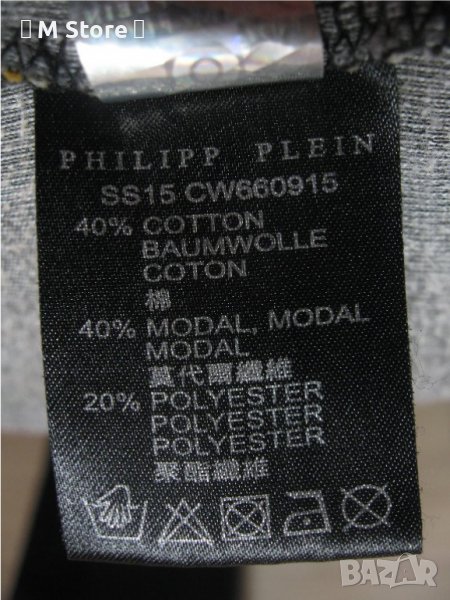 M Store
PHILIPP PLEIN
SS15 CW660915
40% COTTON
BAUMWOLLE
COTON
棉
40% MODAL, MODAL
MODAL
莫代爾纖維
20% POLYESTER
POLYESTER
POLYESTER
聚酯纖維
BAZAR